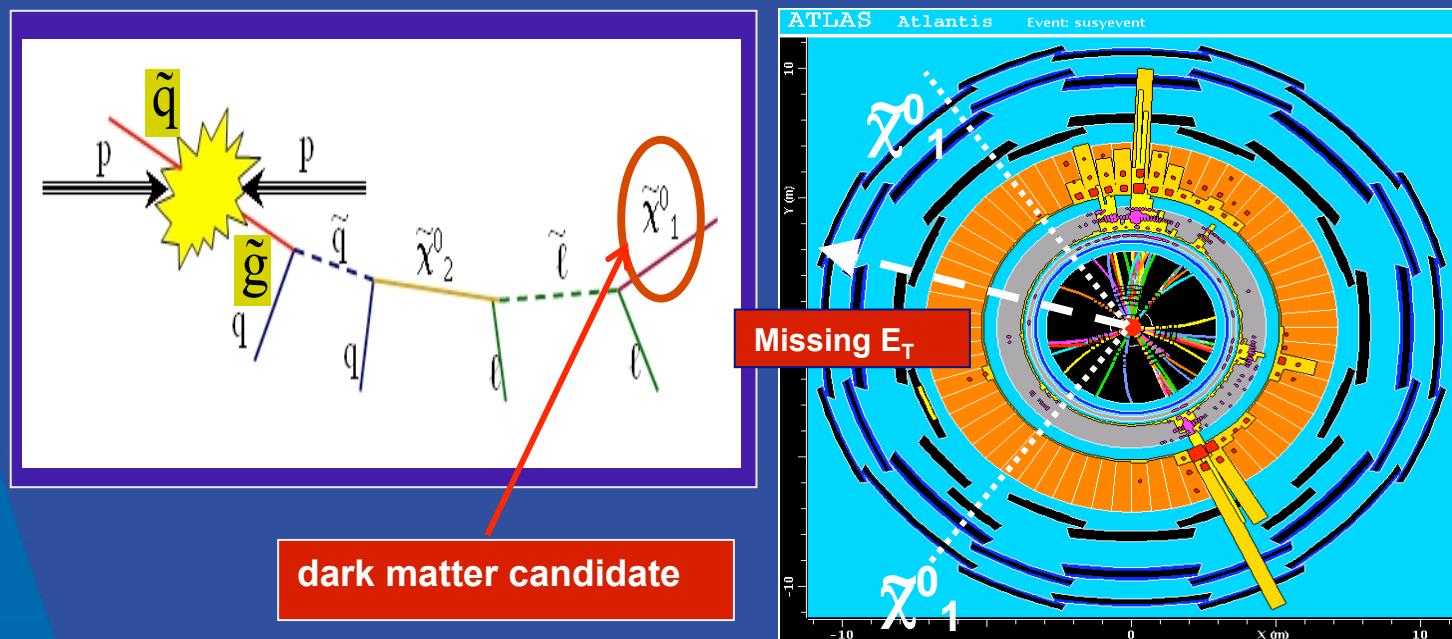 q̃
p
p
g̃
q̃
χ̃⁰₂
ℓ̃
χ̃⁰₁
q
q
ℓ
ℓ
dark matter candidate
ATLAS Atlantis Event: susyevent
10
Y (m)
-10
χ̃⁰₁
Missing E_T
χ̃⁰₁
-10 0 X (m) 10